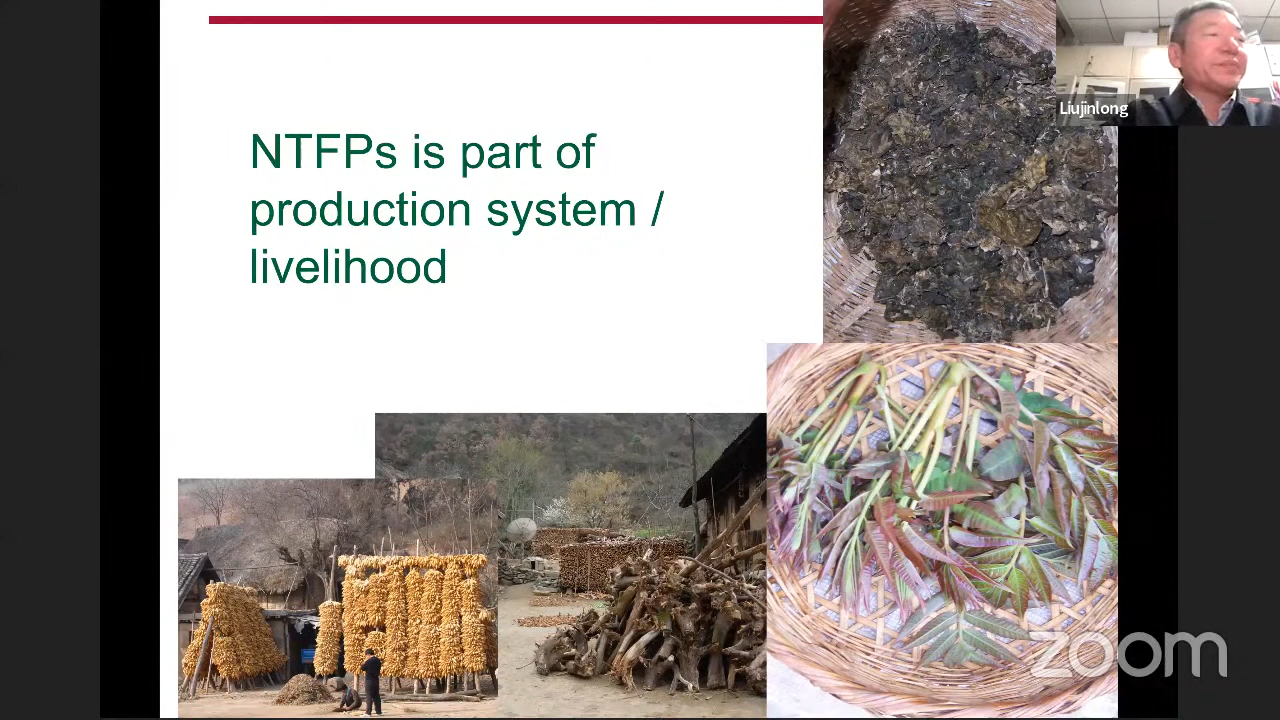 NTFPs is part of
production system /
livelihood
Liujinlong
zoom